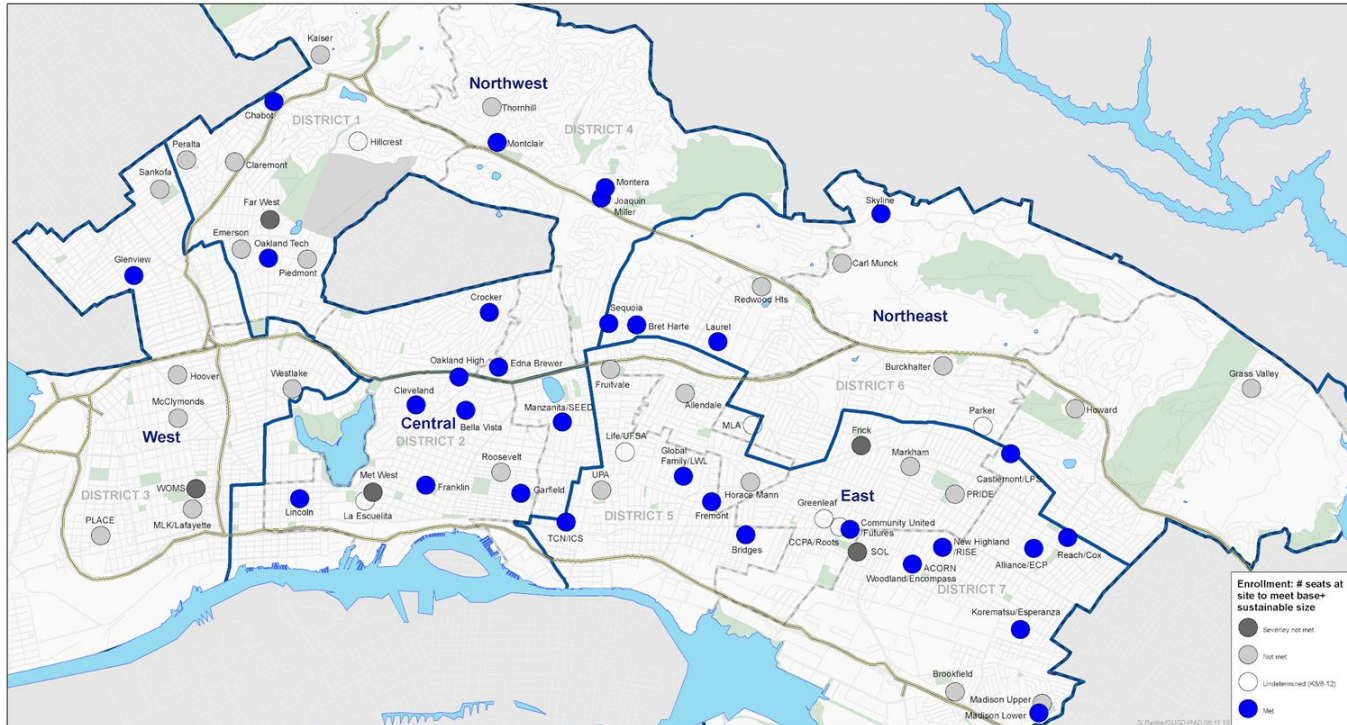 Kaiser
Northwest
Thornhill
Chabot
DISTRICT 1
DISTRICT 4
Hillcrest
Montclair
Peralta
Claremont
Sankofa
Montera
Joaquin
Miller
Far West
Skyline
Emerson
Oakland Tech
Piedmont
Glenview
Carl Munck
Redwood Hts
Crocker
Sequoia
Bret Harte
Laurel
Northeast
Oakland High
Edna Brewer
Hoover
Westlake
Fruitvale
Burckhalter
DISTRICT 6
Grass Valley
Cleveland
McClymonds
Allendale
Howard
Central
Bella Vista
Manzanita/SEED
Parker
West
DISTRICT 2
MLA
Frick
Life/UFSA
Roosevelt
Global
Family/LWL
Markham
Castlemont/LPS
Met West
UPA
WOMS
DISTRICT 3
Franklin
Garfield
Horace Mann
East
PRIDE
Lincoln
La Escuelita
MLK/Lafayette
DISTRICT 5
Fremont
Greenleaf
PLACE
TCN/ICS
Bridges
CCPA/Roots
Community United
Futures
SOL
New Highland
/RISE
Reach/Cox
Alliance/ECP
ACORN
Woodland/Encompass
DISTRICT 7
Korematsu/Esperanza
Brookfield
Madison Upper
Madison Lower
Enrollment: # seats at
site to meet base+
sustainable size
Severley not met
Not met
Undetermined (K8/6-12)
Met